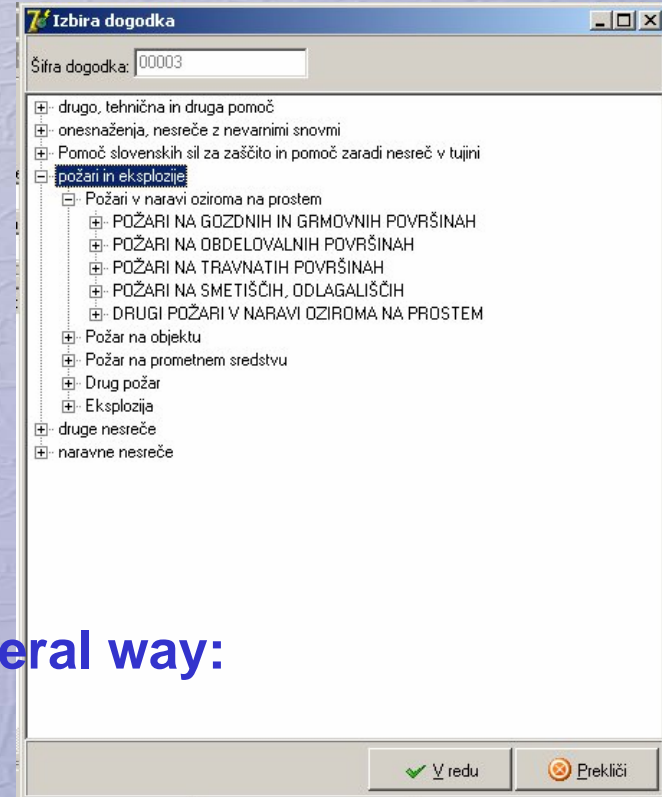 Izbira dogodka
Šifra dogodka: 00003
drugo, tehnična in druga pomoč
onesnaženja, nesreče z nevarnimi snovmi
Pomoč slovenskih sil za zaščito in pomoč zaradi nesreč v tujini
požari in eksplozije
Požari v naravi oziroma na prostem
POŽARI NA GOZDNIH IN GRMOVNIH POVRŠINAH
POŽARI NA OBDELOVALNIH POVRŠINAH
POŽARI NA TRAVNATIH POVRŠINAH
POŽARI NA SMETIŠČIH, ODLAGALIŠČIH
DRUGI POŽARI V NARAVI OZIROMA NA PROSTEM
Požar na objektu
Požar na prometnem sredstvu
Drug požar
Eksplozija
druge nesreče
naravne nesreče
eral way:
V redu
Prekliči